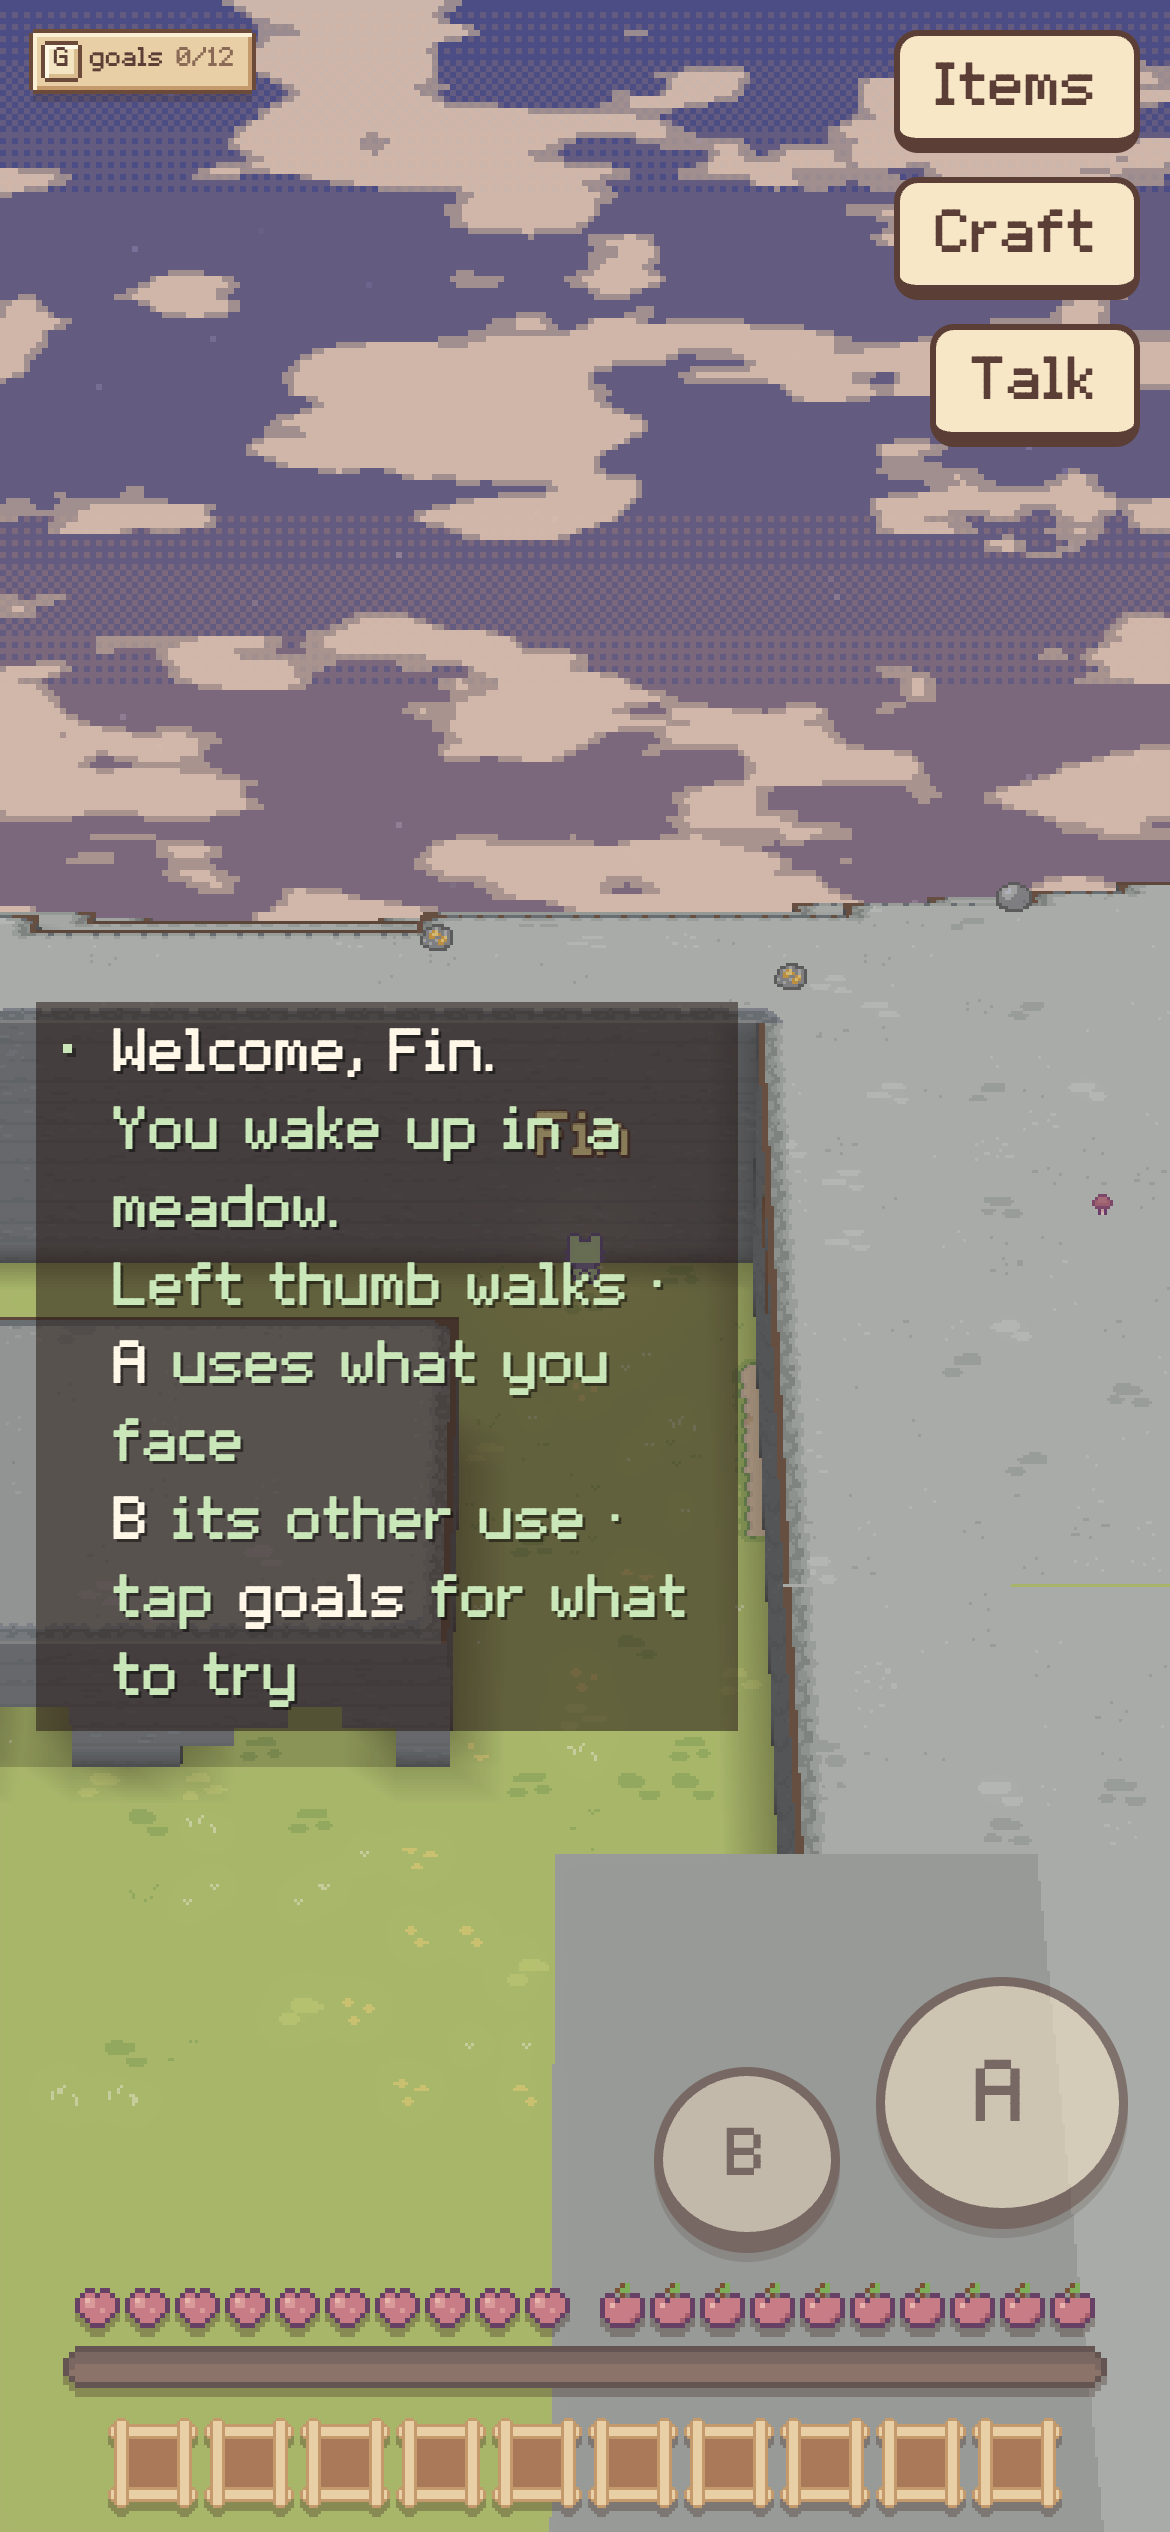 G goals 0/12
Items
Craft
Talk
· Welcome, Fin.
You wake up in a
meadow.
Left thumb walks ·
A uses what you
face
B its other use ·
tap goals for what
to try
Fin
A
B